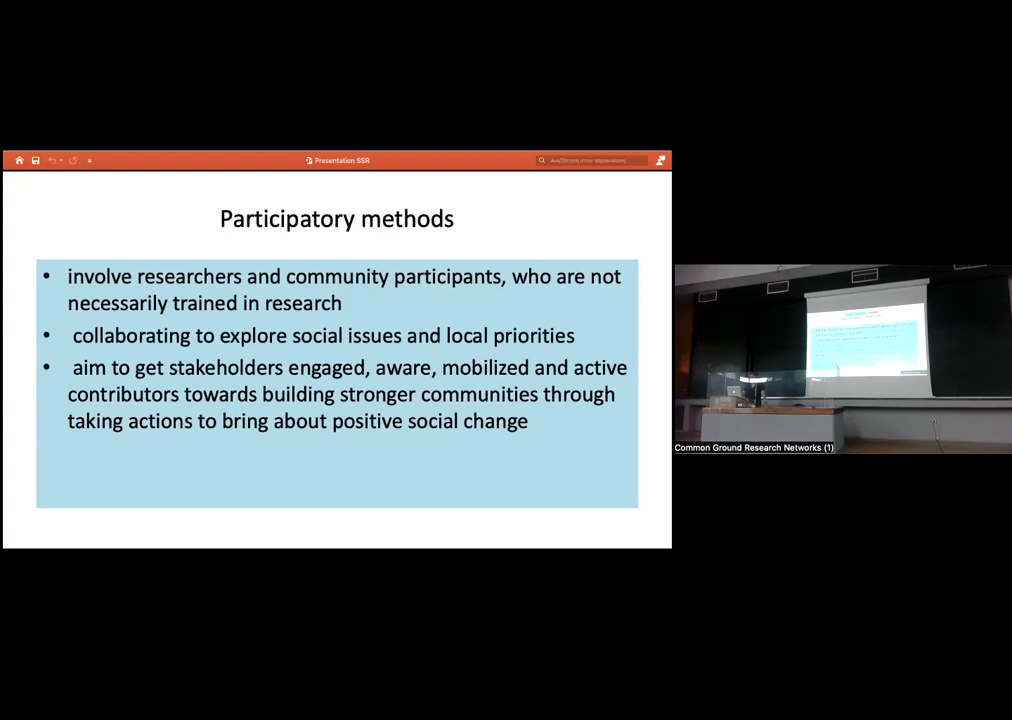 Presentation SSR
Participatory methods
• involve researchers and community participants, who are not
necessarily trained in research
• collaborating to explore social issues and local priorities
• aim to get stakeholders engaged, aware, mobilized and active
contributors towards building stronger communities through
taking actions to bring about positive social change
Common Ground Research Networks (1)